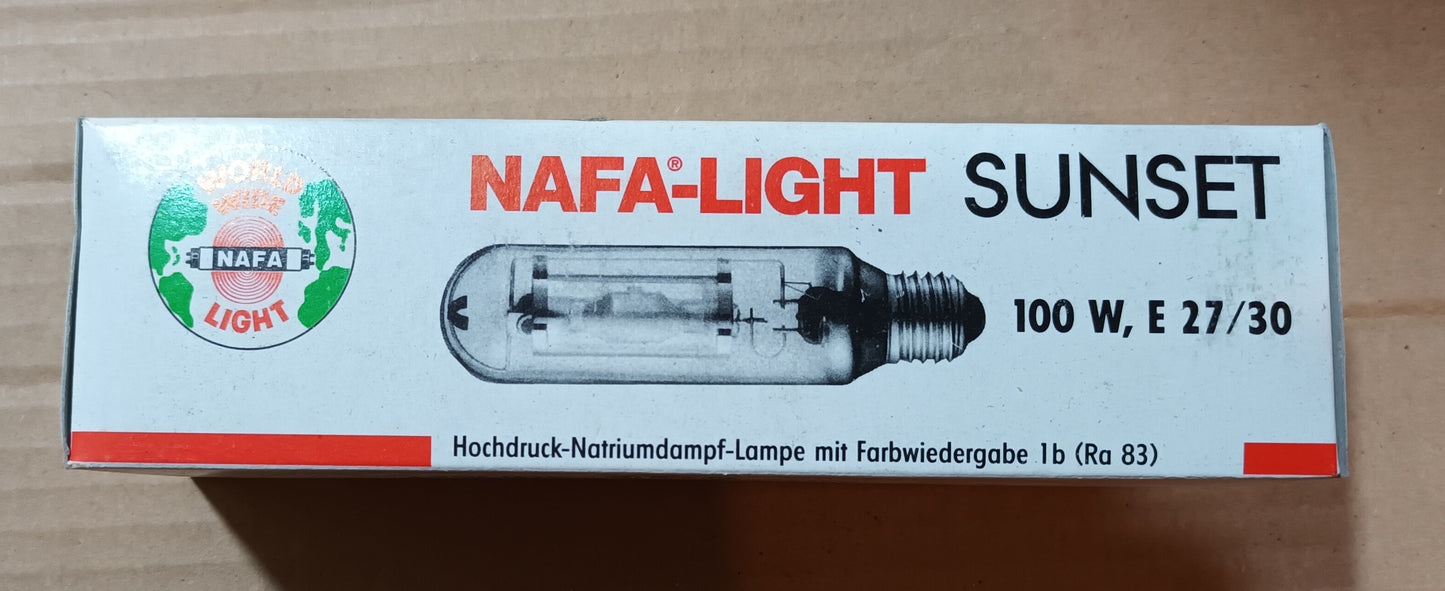 WORLD
WIDE
NAFA
LIGHT
NAFA®-LIGHT SUNSET
100 W, E 27/30
Hochdruck-Natriumdampf-Lampe mit Farbwiedergabe 1b (Ra 83)